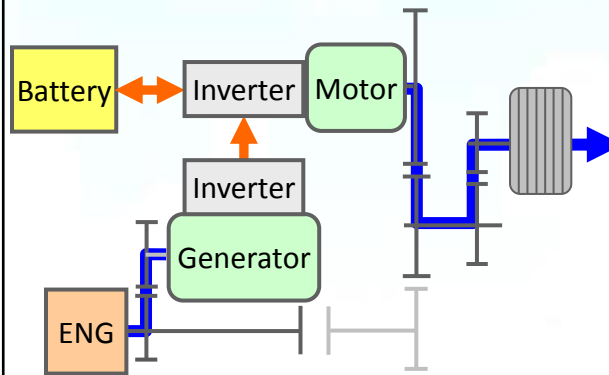 Battery
Inverter
Motor
Inverter
Generator
ENG